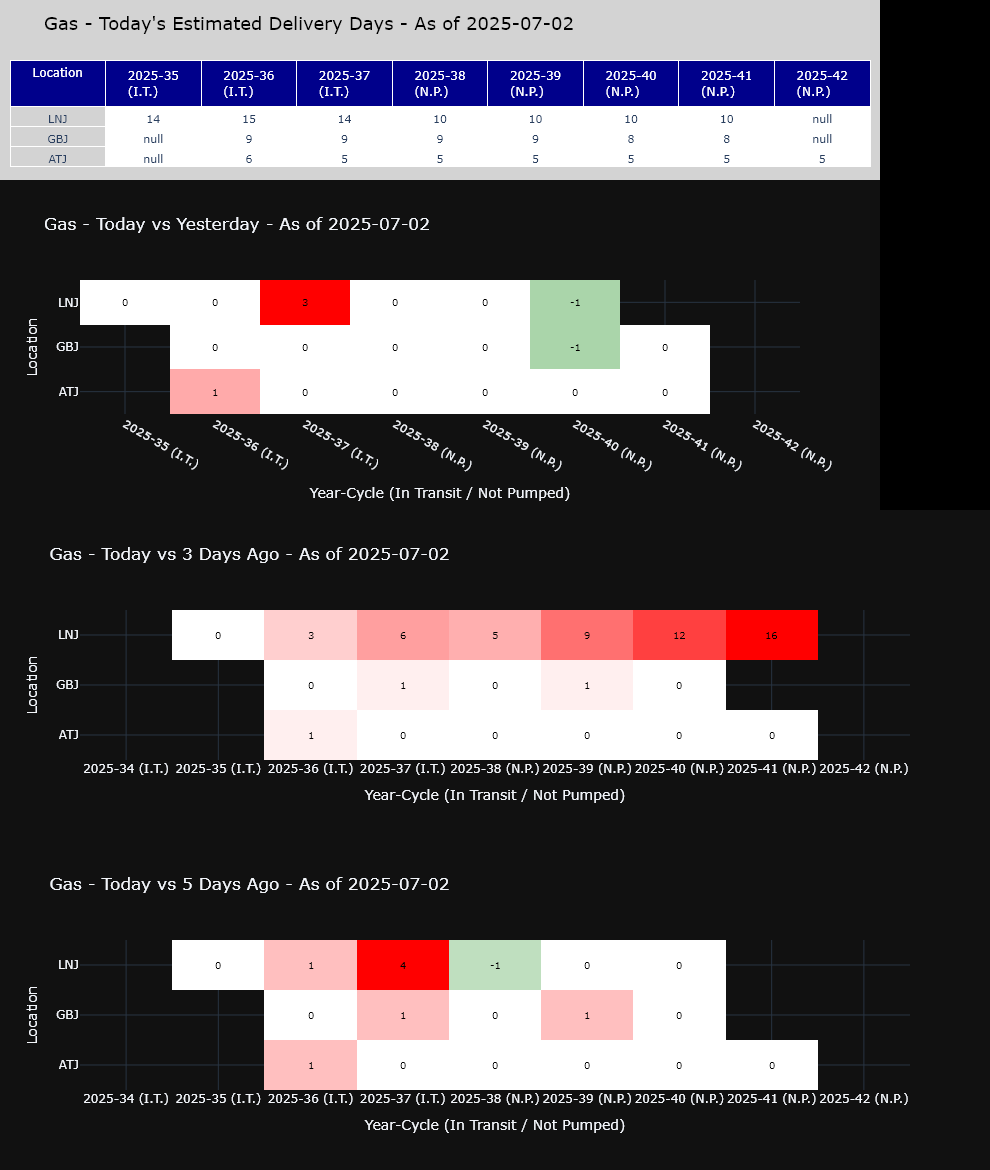 Gas - Today's Estimated Delivery Days - As of 2025-07-02
Location 2025-35 (I.T.) 2025-36 (I.T.) 2025-37 (I.T.) 2025-38 (N.P.) 2025-39 (N.P.) 2025-40 (N.P.) 2025-41 (N.P.) 2025-42 (N.P.)
LNJ 14 15 14 10 10 10 10 null
GBJ null 9 9 9 9 8 8 null
ATJ null 6 5 5 5 5 5 5
Gas - Today vs Yesterday - As of 2025-07-02
Location
LNJ 0 0 3 0 0 -1
GBJ 0 0 0 0 -1 0
ATJ 1 0 0 0 0 0
2025-35 (I.T.) 2025-36 (I.T.) 2025-37 (I.T.) 2025-38 (N.P.) 2025-39 (N.P.) 2025-40 (N.P.) 2025-41 (N.P.) 2025-42 (N.P.)
Year-Cycle (In Transit / Not Pumped)
Gas - Today vs 3 Days Ago - As of 2025-07-02
Location
LNJ 0 3 6 5 9 12 16
GBJ 0 1 0 1 0
ATJ 1 0 0 0 0 0
2025-34 (I.T.) 2025-35 (I.T.) 2025-36 (I.T.) 2025-37 (I.T.) 2025-38 (N.P.) 2025-39 (N.P.) 2025-40 (N.P.) 2025-41 (N.P.) 2025-42 (N.P.)
Year-Cycle (In Transit / Not Pumped)
Gas - Today vs 5 Days Ago - As of 2025-07-02
Location
LNJ 0 1 4 -1 0 0
GBJ 0 1 0 1 0
ATJ 1 0 0 0 0 0
2025-34 (I.T.) 2025-35 (I.T.) 2025-36 (I.T.) 2025-37 (I.T.) 2025-38 (N.P.) 2025-39 (N.P.) 2025-40 (N.P.) 2025-41 (N.P.) 2025-42 (N.P.)
Year-Cycle (In Transit / Not Pumped)